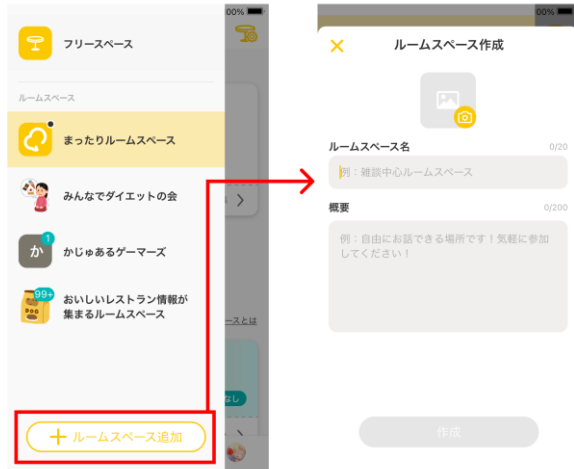 00%
フリースペース
ルームスペース
まったりルームスペース
みんなでダイエットの会
か
1
かじゅあるゲーマーズ
99+
おいしいレストラン情報が
集まるルームスペース
ースとは
なし
ルームスペース追加
00%
ルームスペース作成
ルームスペース名
0/20
例：雑談中心ルームスペース
概要
0/200
例：自由にお話できる場所です！気軽に参加
してください！
作成